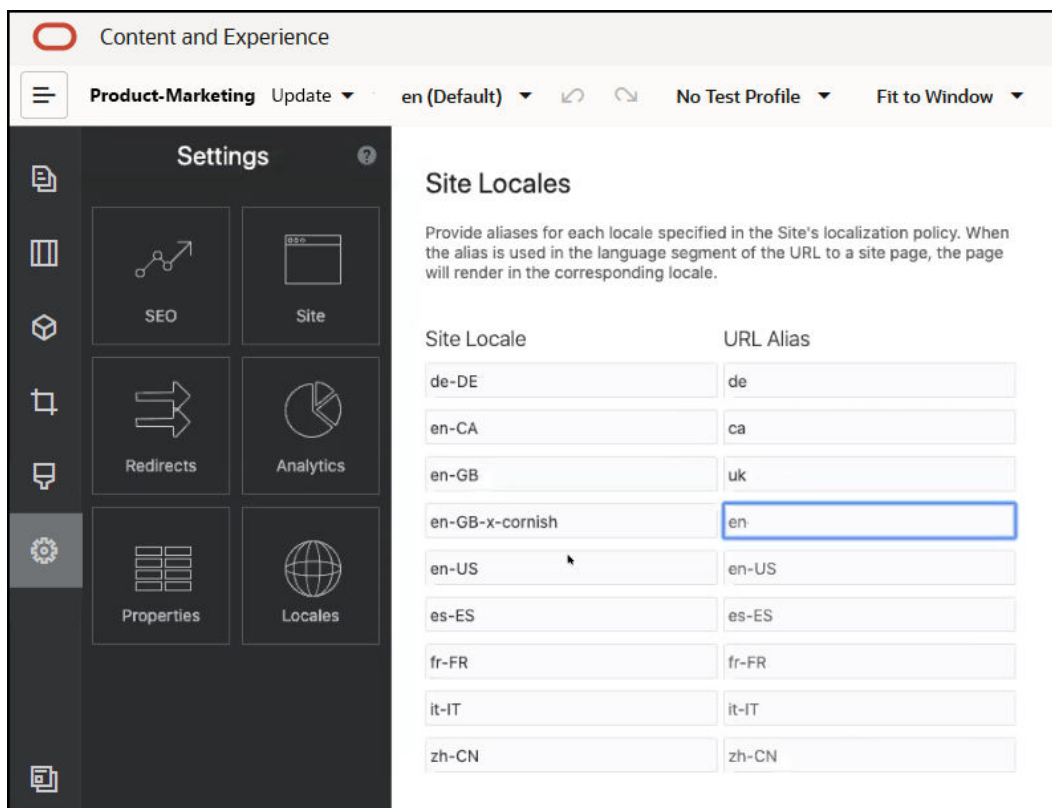 Content and Experience
Product-Marketing Update en (Default) No Test Profile Fit to Window
Settings ?
SEO Site
Redirects Analytics
Properties Locales
Site Locales
Provide aliases for each locale specified in the Site's localization policy. When
the alias is used in the language segment of the URL to a site page, the page
will render in the corresponding locale.
Site Locale URL Alias
de-DE de
en-CA ca
en-GB uk
en-GB-x-cornish en
en-US en-US
es-ES es-ES
fr-FR fr-FR
it-IT it-IT
zh-CN zh-CN